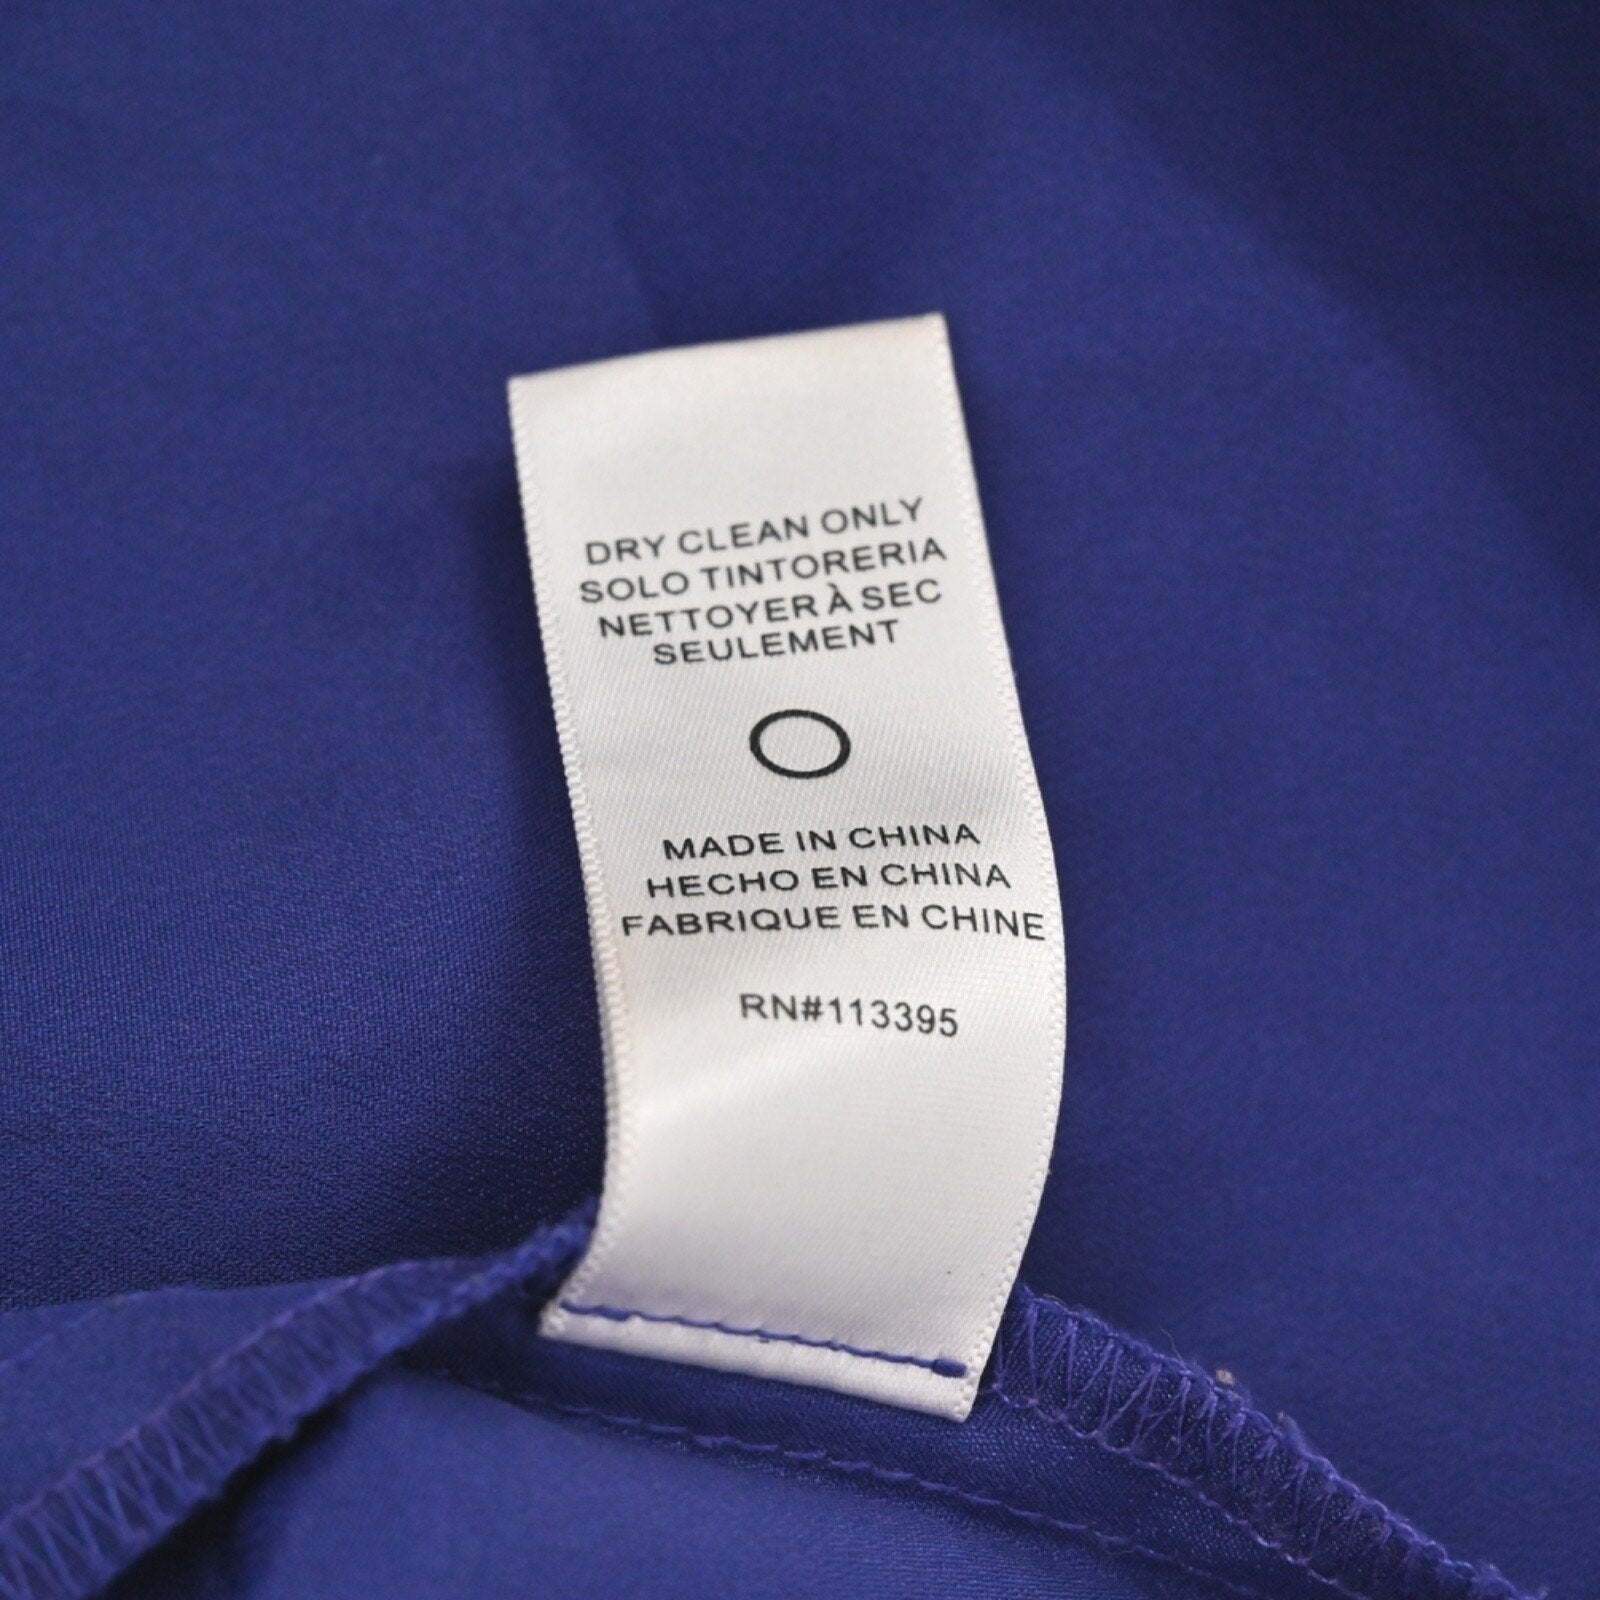 DRY CLEAN ONLY
SOLO TINTORERIA
NETTOYER À SEC
SEULEMENT
MADE IN CHINA
HECHO EN CHINA
FABRIQUE EN CHINE
RN#113395